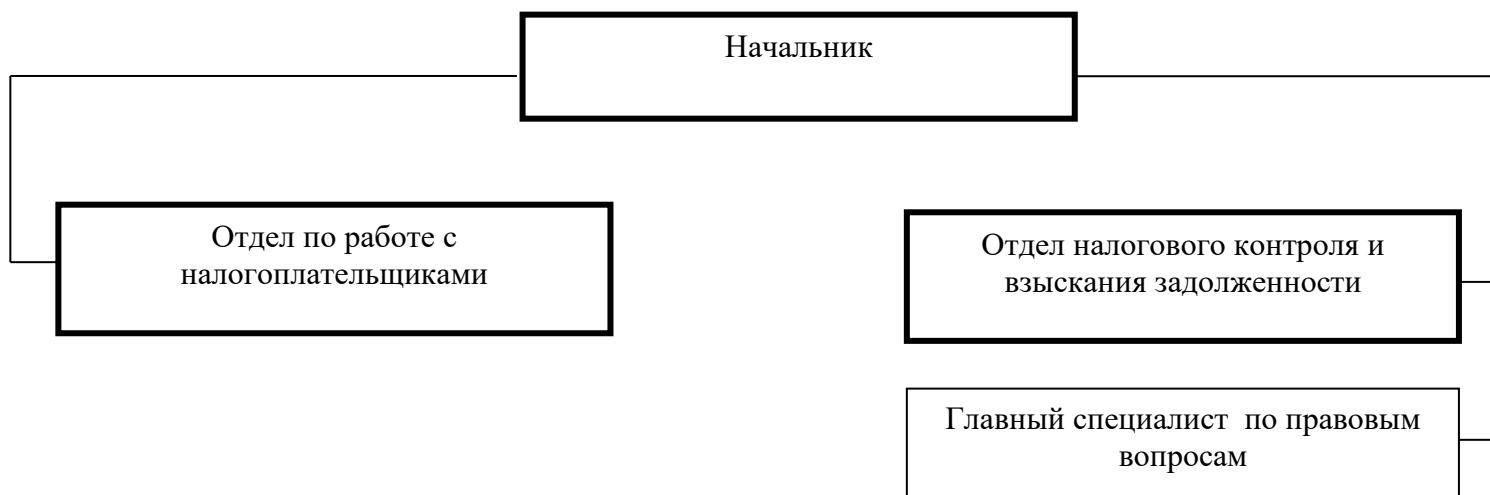 Начальник
Отдел по работе с
налогоплательщиками
Отдел налогового контроля и
взыскания задолженности
Главный специалист  по правовым
вопросам